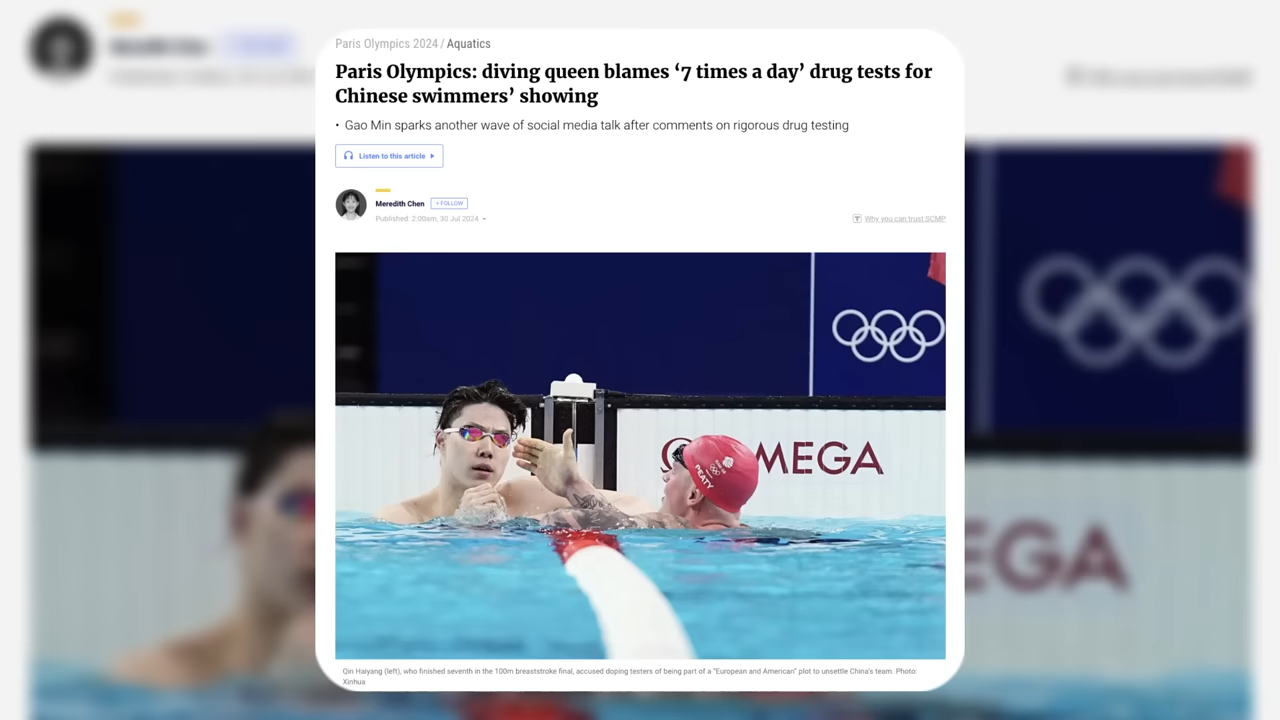 Paris Olympics 2024 / Aquatics
Paris Olympics: diving queen blames ‘7 times a day’ drug tests for
Chinese swimmers’ showing
• Gao Min sparks another wave of social media talk after comments on rigorous drug testing
Listen to this article
Meredith Chen + FOLLOW
Published: 2:00am, 30 Jul 2024
Why you can trust SCMP
OMEGA
PEATY
EGA
Qin Haiyang (left), who finished seventh in the 100m breaststroke final, accused doping testers of being part of a “European and American” plot to unsettle China’s team. Photo:
Xinhua